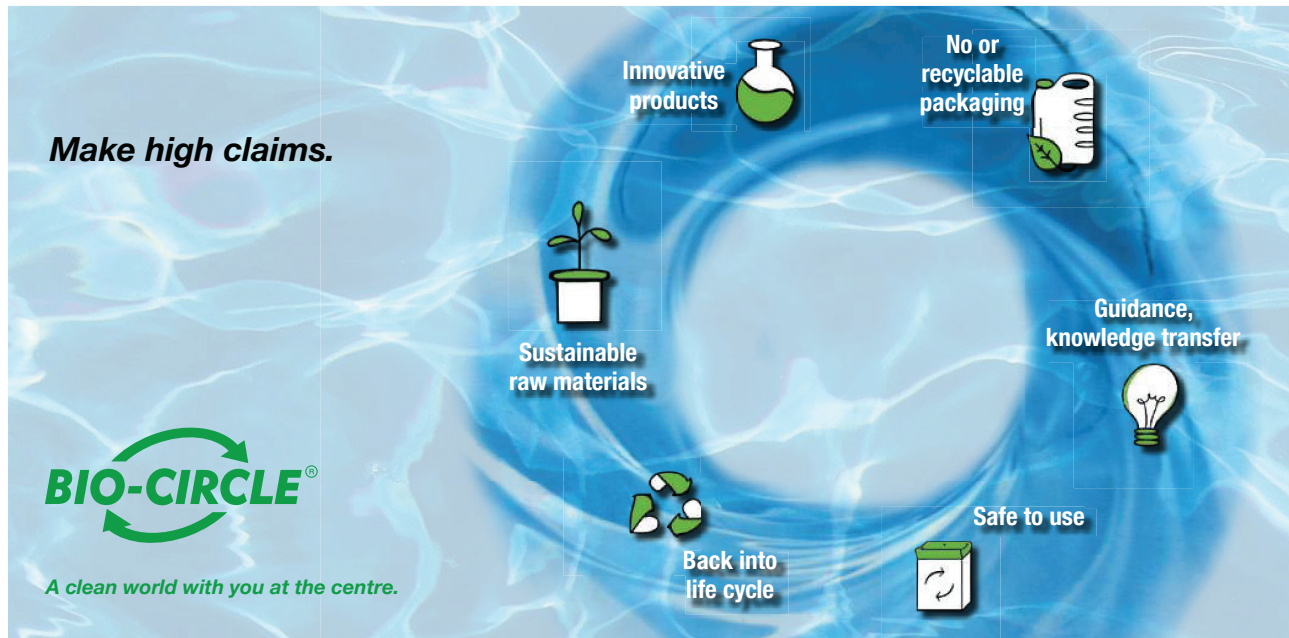 Make high claims.
Innovative
products
No or
recyclable
packaging
Guidance,
knowledge transfer
Safe to use
Back into
life cycle
Sustainable
raw materials
BIO-CIRCLE®
A clean world with you at the centre.